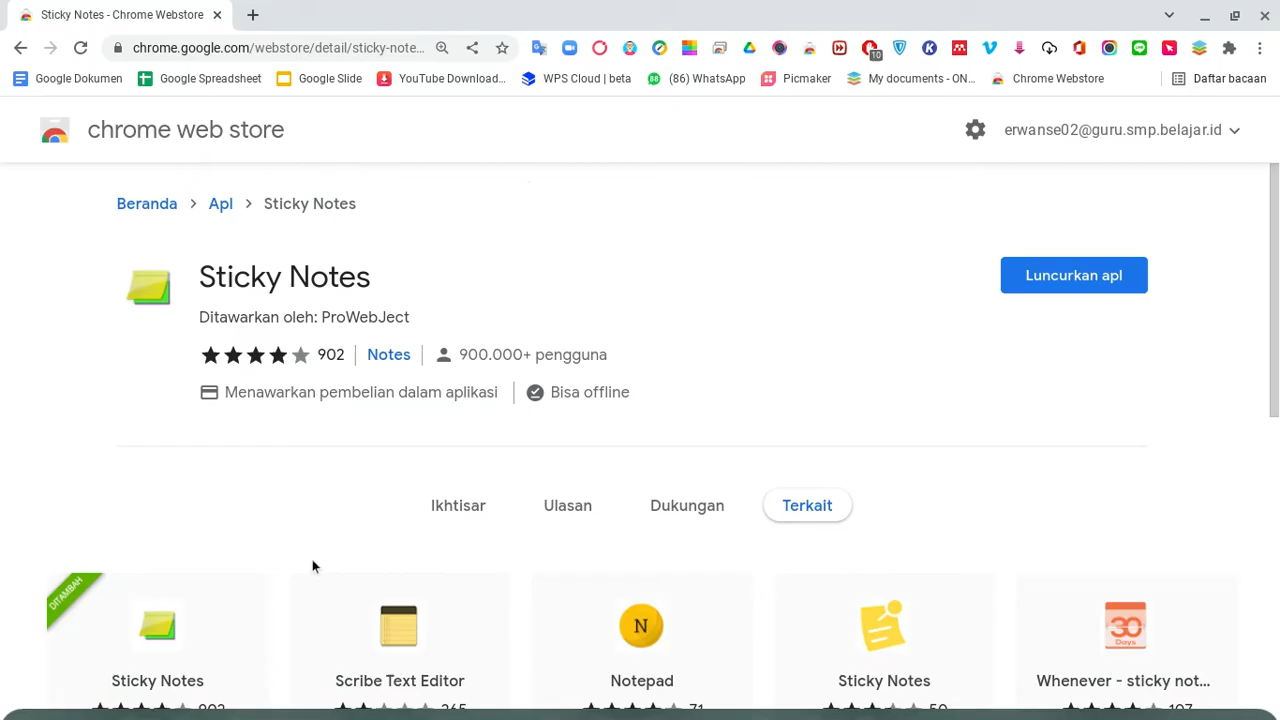 Sticky Notes - Chrome Webstore
chrome.google.com/webstore/detail/sticky-note...
10
Google Dokumen
Google Spreadsheet
Google Slide
YouTube Download...
WPS Cloud | beta
(86) WhatsApp
Picmaker
My documents - ON...
Chrome Webstore
Daftar bacaan
chrome web store
erwanse02@guru.smp.belajar.id
Beranda > Apl > Sticky Notes
Sticky Notes
Luncurkan apl
Ditawarkan oleh: ProWebJect
902
Notes
900.000+ pengguna
Menawarkan pembelian dalam aplikasi
Bisa offline
Ikhtisar
Ulasan
Dukungan
Terkait
DITAMBAH
N
30
Days
Sticky Notes
Scribe Text Editor
Notepad
Sticky Notes
Whenever - sticky not...